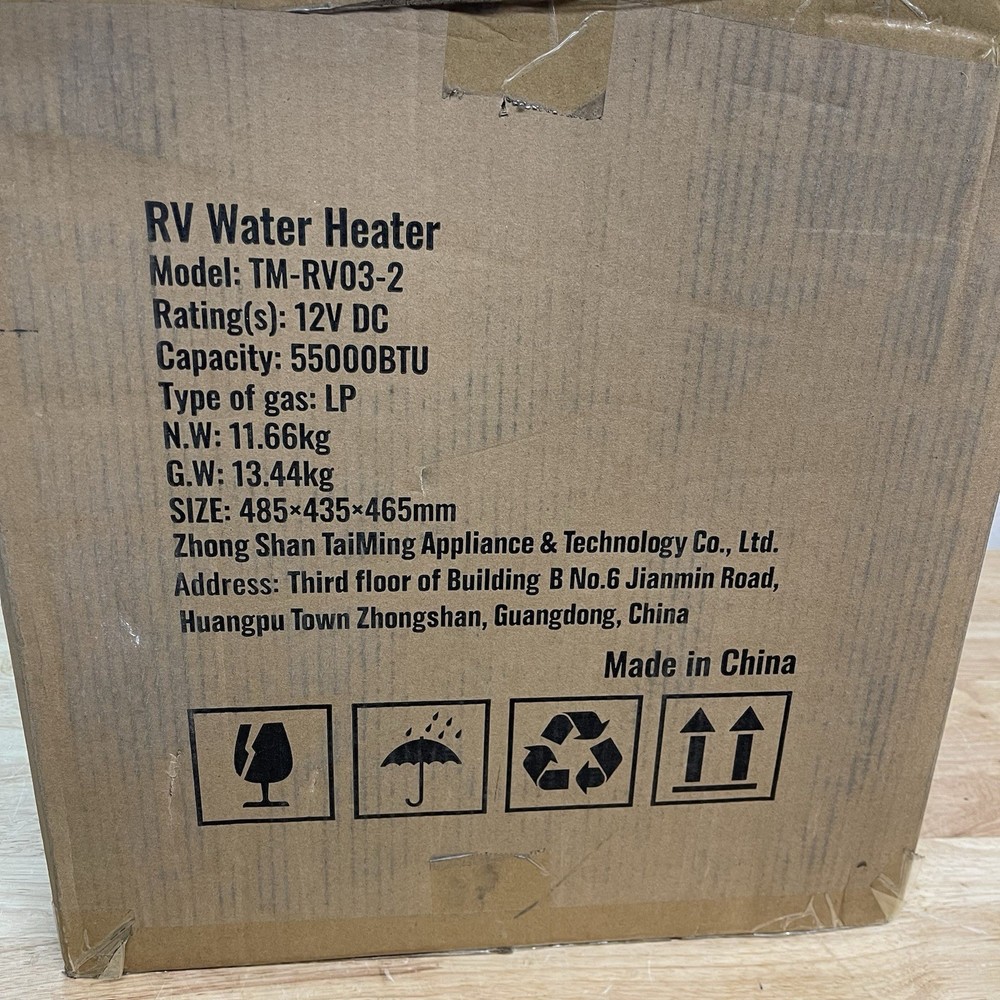 RV Water Heater
Model: TM-RV03-2
Rating(s): 12V DC
Capacity: 55000BTU
Type of gas: LP
N.W: 11.66kg
G.W: 13.44kg
SIZE: 485×435×465mm
Zhong Shan TaiMing Appliance & Technology Co., Ltd.
Address: Third floor of Building B No.6 Jianmin Road,
Huangpu Town Zhongshan, Guangdong, China
Made in China